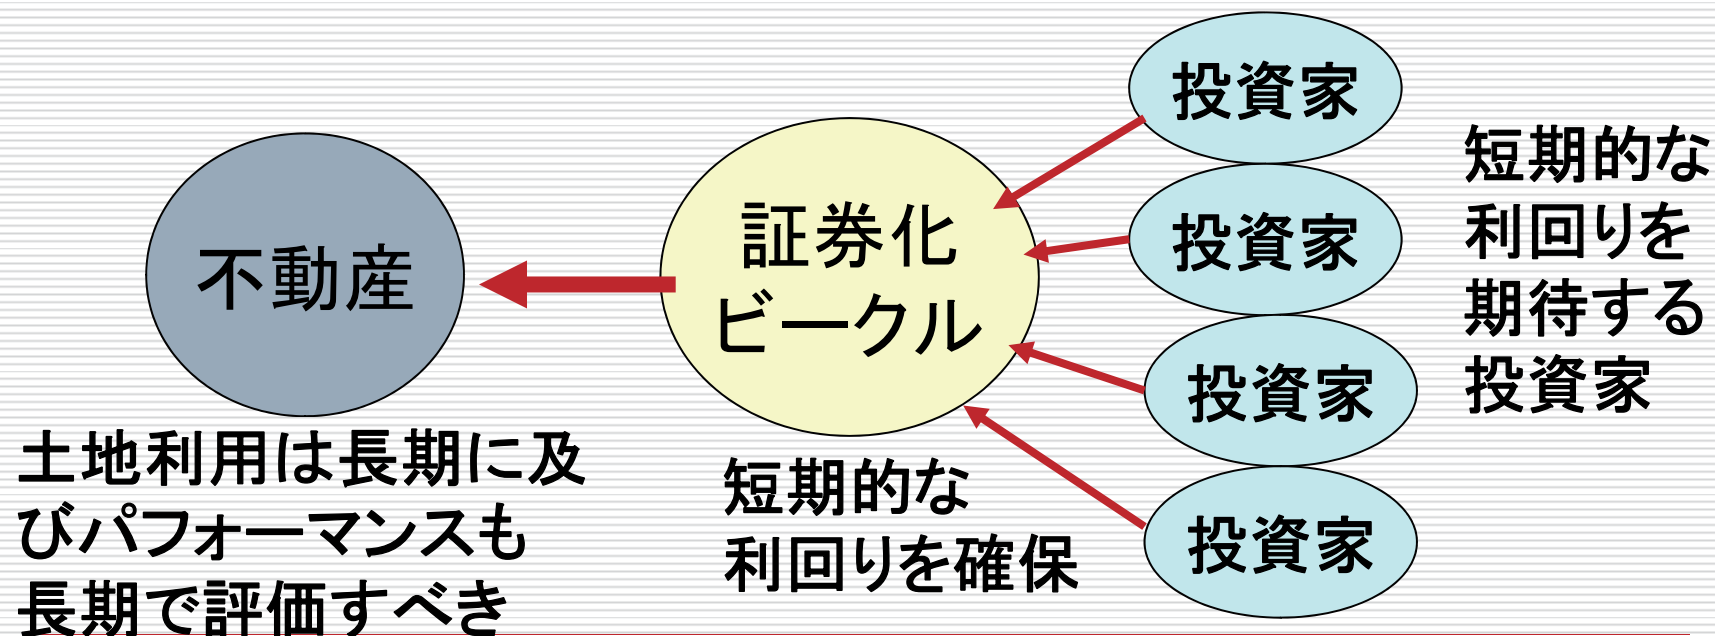 不動産
土地利用は長期に及
びパフォーマンスも
長期で評価すべき
証券化
ビークル
短期的な
利回りを確保
投資家
投資家
投資家
投資家
短期的な
利回りを
期待する
投資家